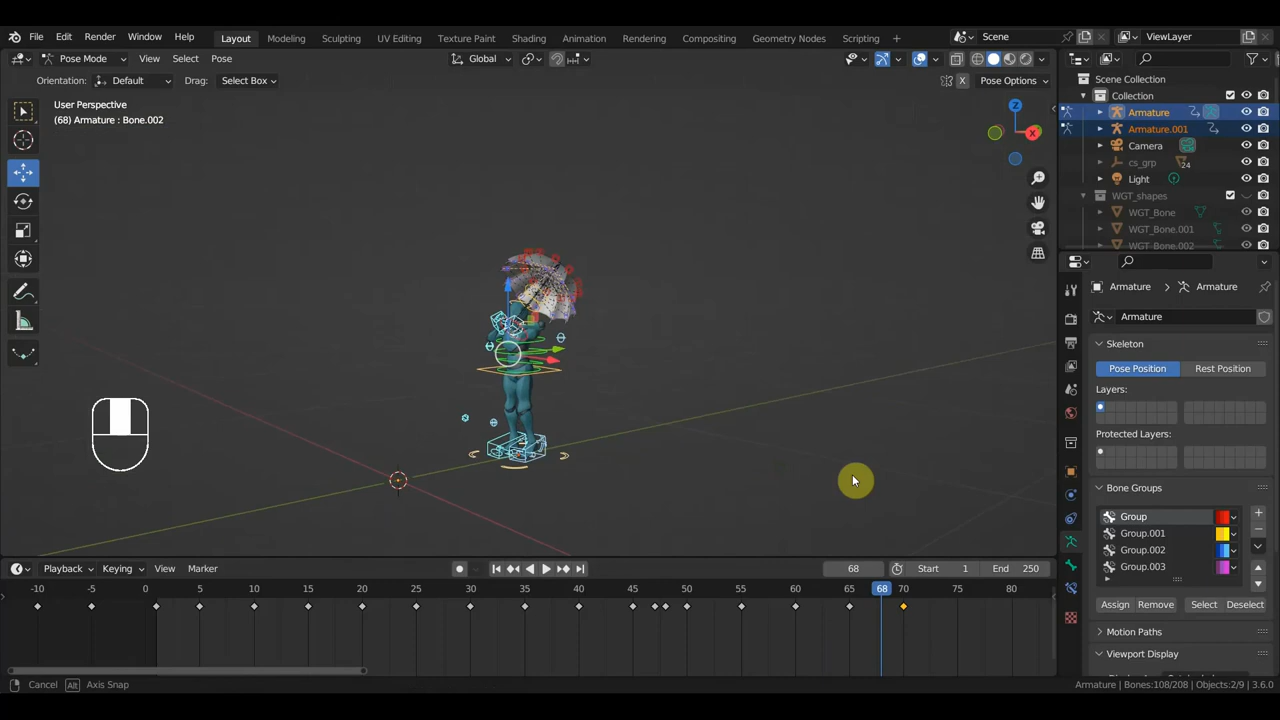 File Edit Render Window Help Layout Modeling Sculpting UV Editing Texture Paint Shading Animation Rendering Compositing Geometry Nodes Scripting + Scene ViewLayer
Pose Mode View Select Pose Global
Orientation: Default Drag: Select Box X Pose Options
User Perspective
(68) Armature : Bone.002
Z
X
Scene Collection
Collection
Armature
Armature.001
Camera
cs_grp 24
Light
WGT_shapes
WGT_Bone
WGT_Bone.001
WGT_Bone.002
Armature > Armature
Armature
Skeleton
Pose Position Rest Position
Layers:
Protected Layers:
Bone Groups
Group
Group.001
Group.002
Group.003
Assign Remove Select Deselect
Motion Paths
Viewport Display
Playback Keying View Marker 68 Start 1 End 250
-10 -5 5 10 15 20 25 30 35 40 45 50 55 60 65 68 70 75 80
Cancel Alt Axis Snap
Armature | Bones:108/208 | Objects:2/9 | 3.6.0